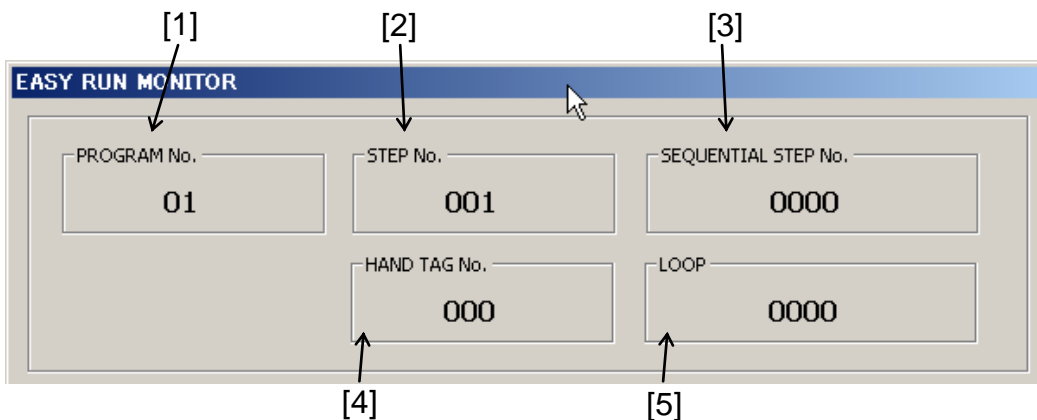 [1] [2] [3]
EASY RUN MONITOR
PROGRAM No. STEP No. SEQUENTIAL STEP No.
01 001 0000
HAND TAG No. LOOP
000 0000
[4] [5]